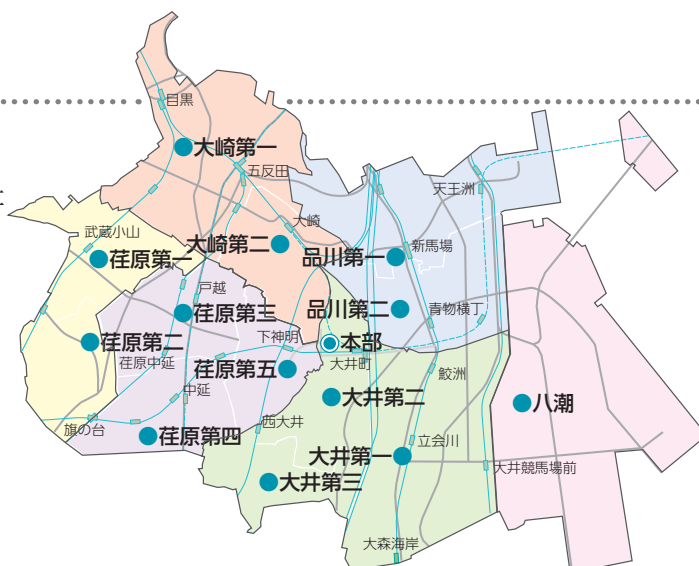 目黒
大崎第一
五反田
天王洲
大崎
武蔵小山
大崎第二
新馬場
荏原第一
品川第一
戸越
荏原第三
品川第二
青物横丁
下神明
本部
荏原第二
荏原中延
荏原第五
大井町
鮫洲
中延
大井第二
八潮
旗の台
西大井
荏原第四
立会川
大井第一
大井競馬場前
大井第三
大森海岸